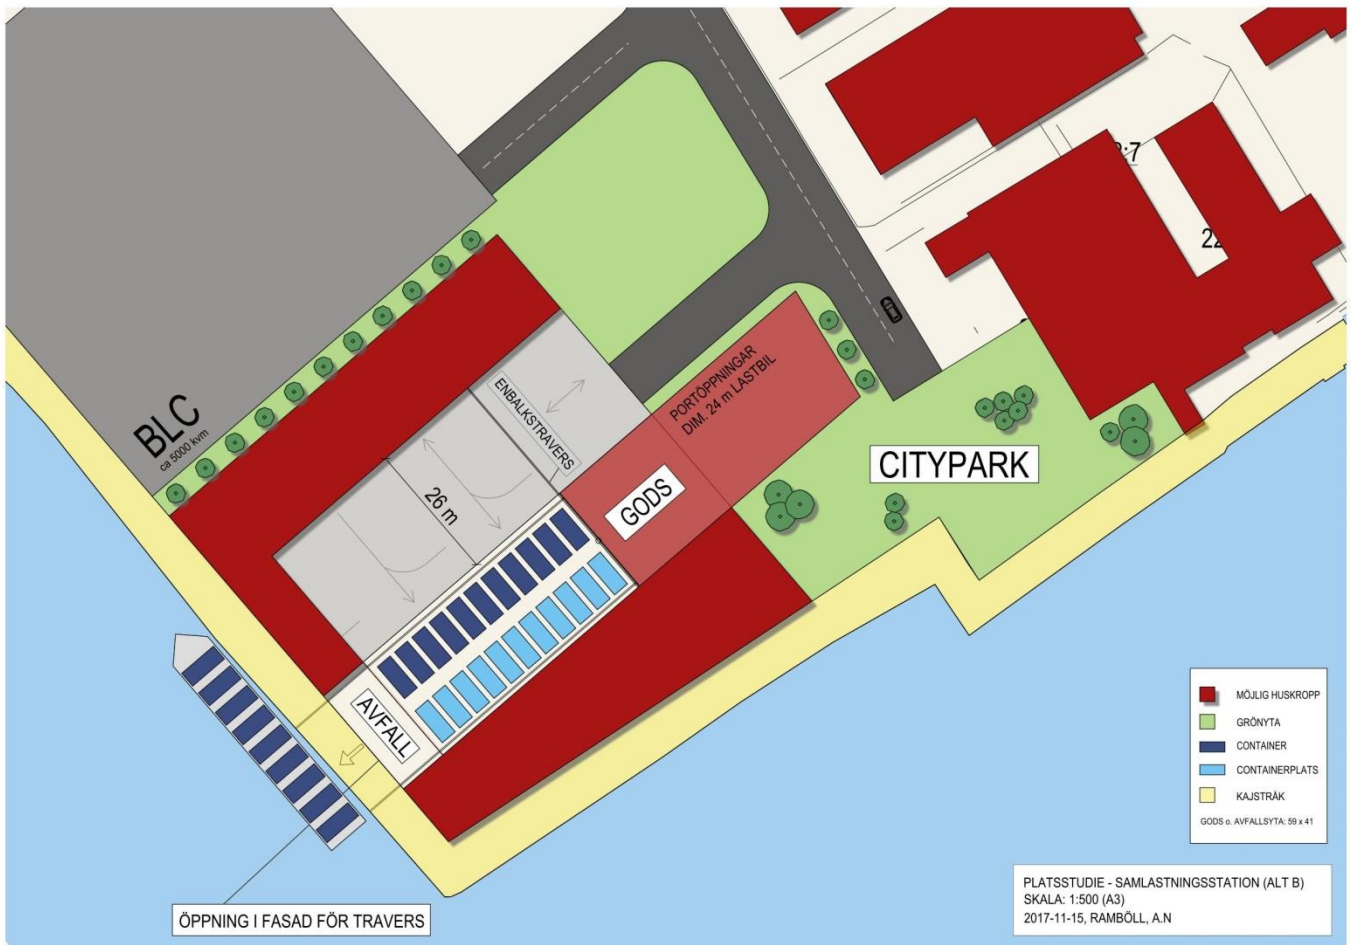 :7
22
BLC
ca 5000 kvm
ENBALKSTRAVERS
PORTÖPPNINGAR
DIM. 24 m LASTBIL
26 m
GODS
CITYPARK
AVFALL
ÖPPNING I FASAD FÖR TRAVERS
MÖJLIG HUSKROPP
GRÖNYTA
CONTAINER
CONTAINERPLATS
KAJSTRÅK
GODS o. AVFALLSYTA: 59 x 41
PLATSSTUDIE - SAMLASTNINGSSTATION (ALT B)
SKALA: 1:500 (A3)
2017-11-15, RAMBÖLL, A.N